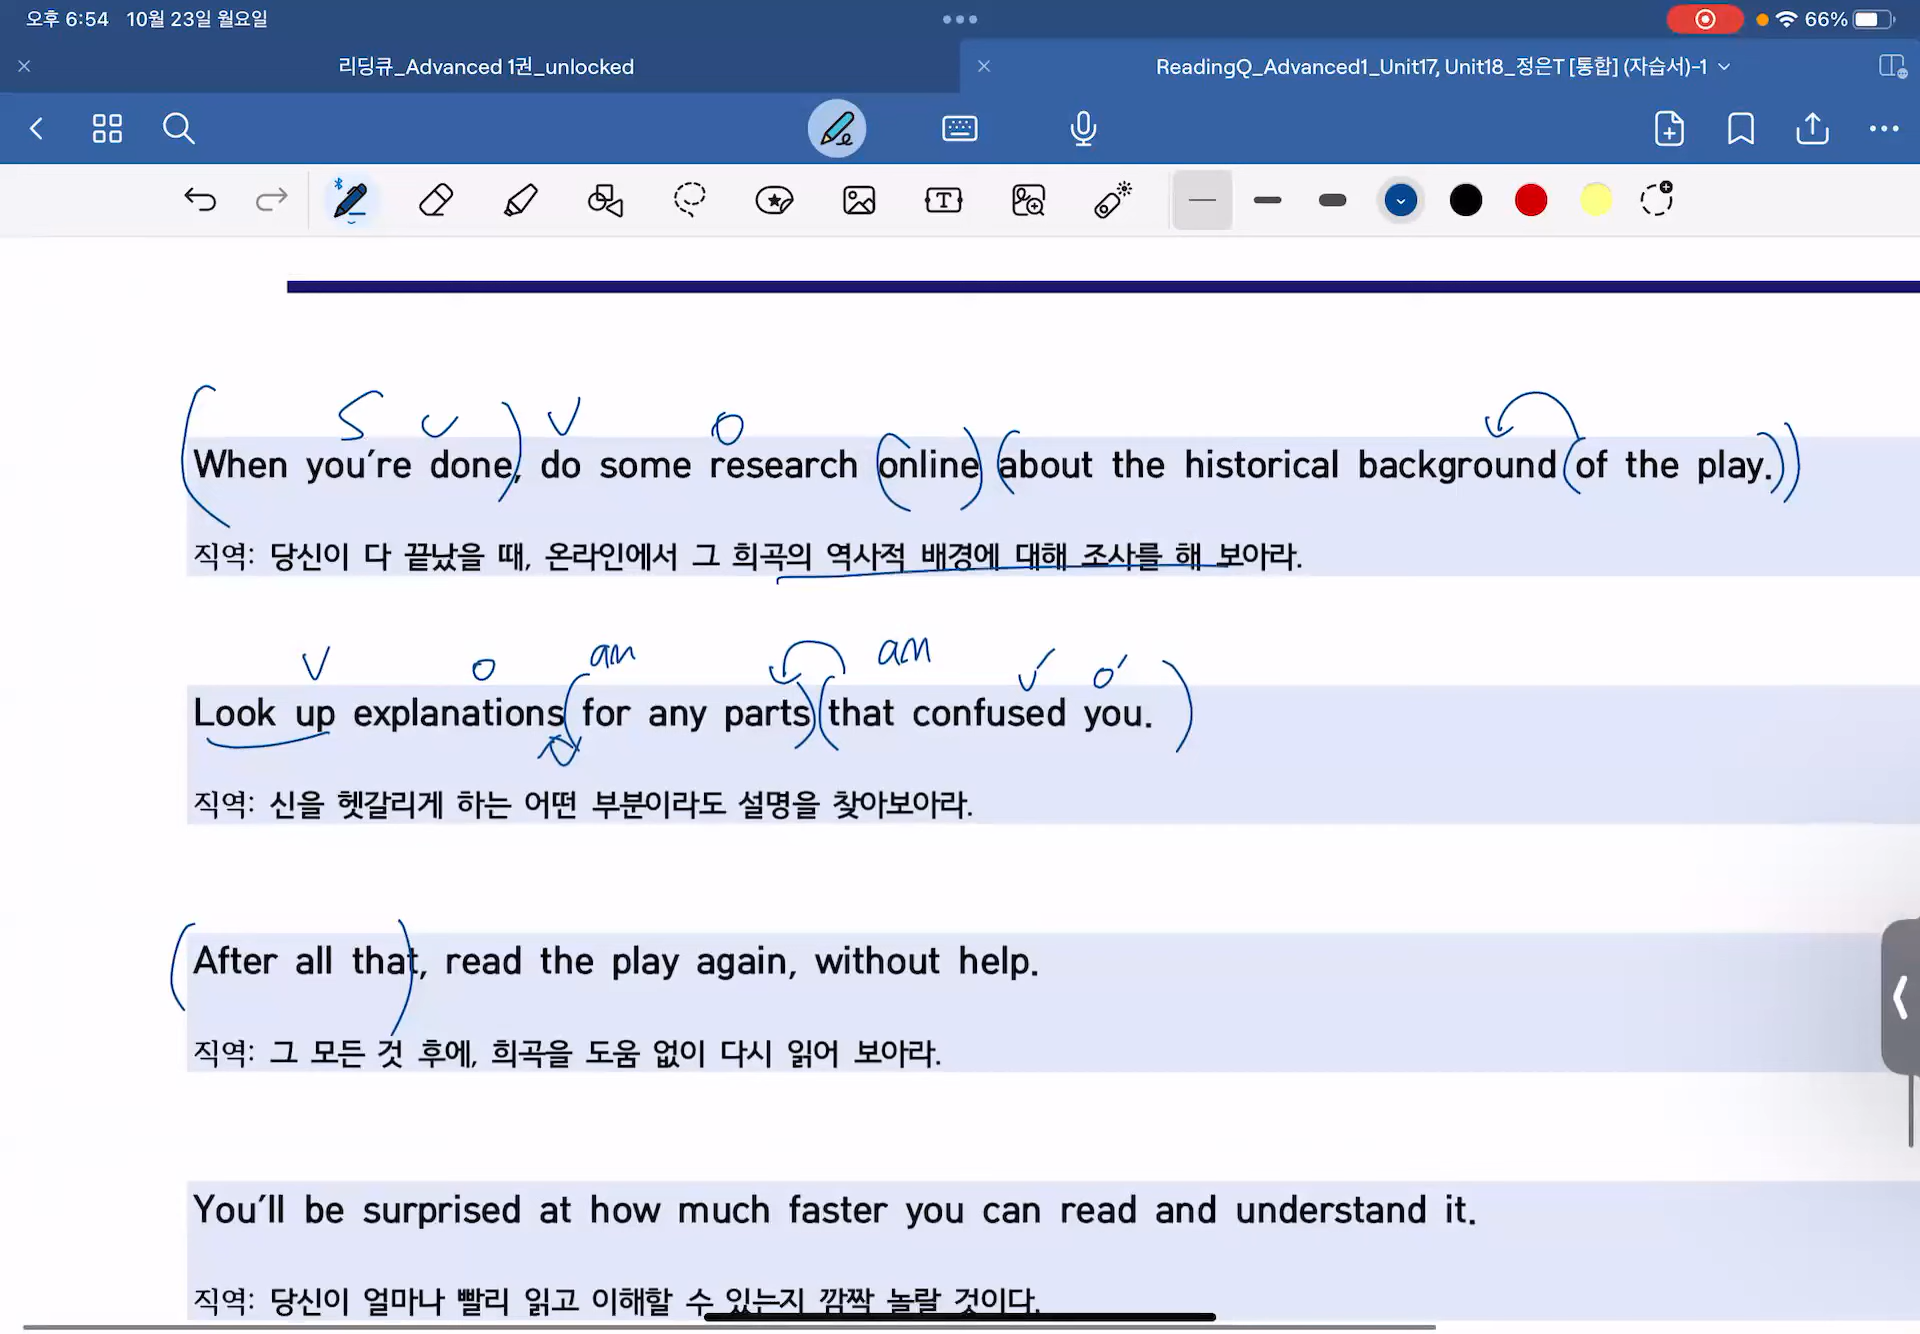 오후 6:54 10월 23일 월요일
66%
리딩큐_Advanced 1권_unlocked
ReadingQ_Advanced1_Unit17, Unit18_정은T [통합] (자습서)-1
S V V O
When you're done, do some research online about the historical background of the play.
직역: 당신이 다 끝났을 때, 온라인에서 그 희곡의 역사적 배경에 대해 조사를 해 보아라.
V O am am V' O'
Look up explanations for any parts that confused you.
직역: 신을 헷갈리게 하는 어떤 부분이라도 설명을 찾아보아라.
After all that, read the play again, without help.
직역: 그 모든 것 후에, 희곡을 도움 없이 다시 읽어 보아라.
You'll be surprised at how much faster you can read and understand it.
직역: 당신이 얼마나 빨리 읽고 이해할 수 있는지 깜짝 놀랄 것이다.